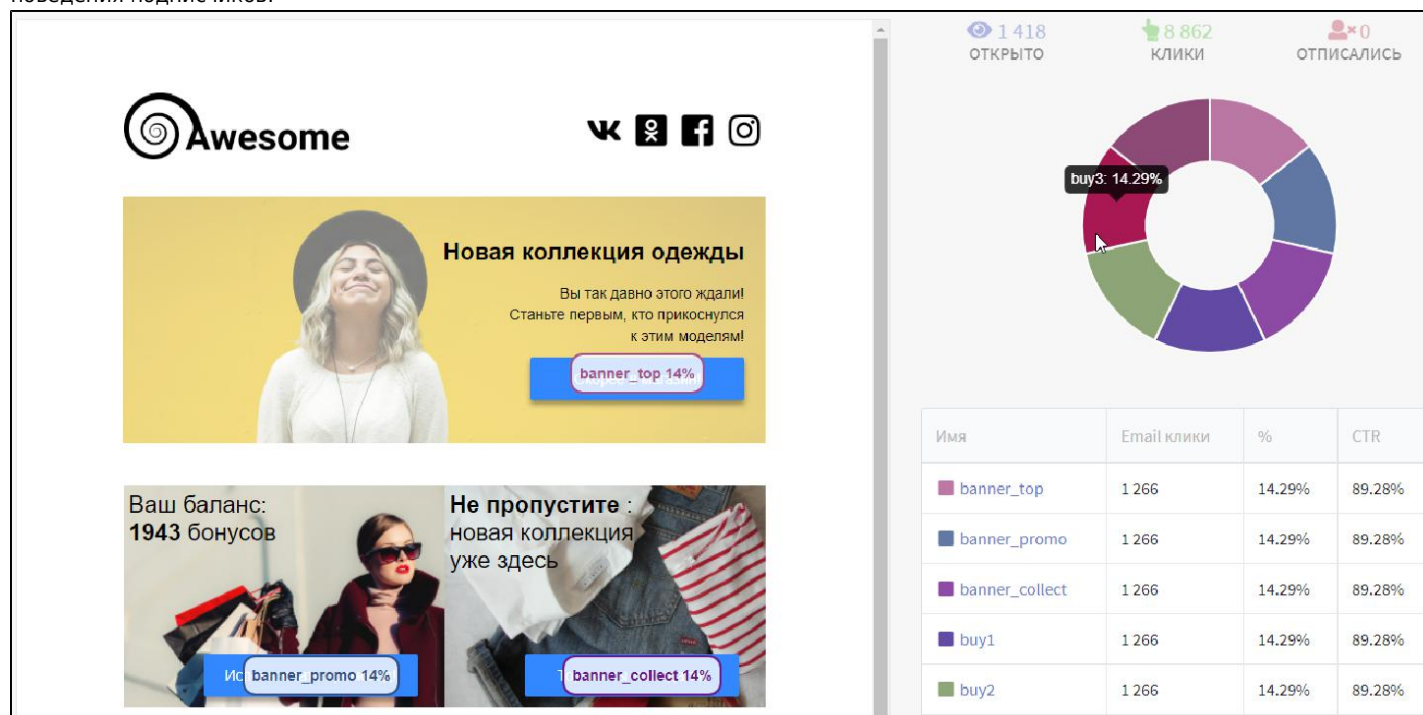 поведения подписчиков.
Awesome
Новая коллекция одежды
Вы так давно этого ждали!
Станьте первым, кто прикоснулся
к этим моделям!
banner_top 14%
Ваш баланс:
1943 бонусов
Не пропустите :
новая коллекция
уже здесь
banner_promo 14%
banner_collect 14%
1 418
ОТКРЫТО
8 862
КЛИКИ
0
ОТПИСАЛИСЬ
buy3: 14.29%
Имя Email клики % CTR
banner_top 1 266 14.29% 89.28%
banner_promo 1 266 14.29% 89.28%
banner_collect 1 266 14.29% 89.28%
buy1 1 266 14.29% 89.28%
buy2 1 266 14.29% 89.28%